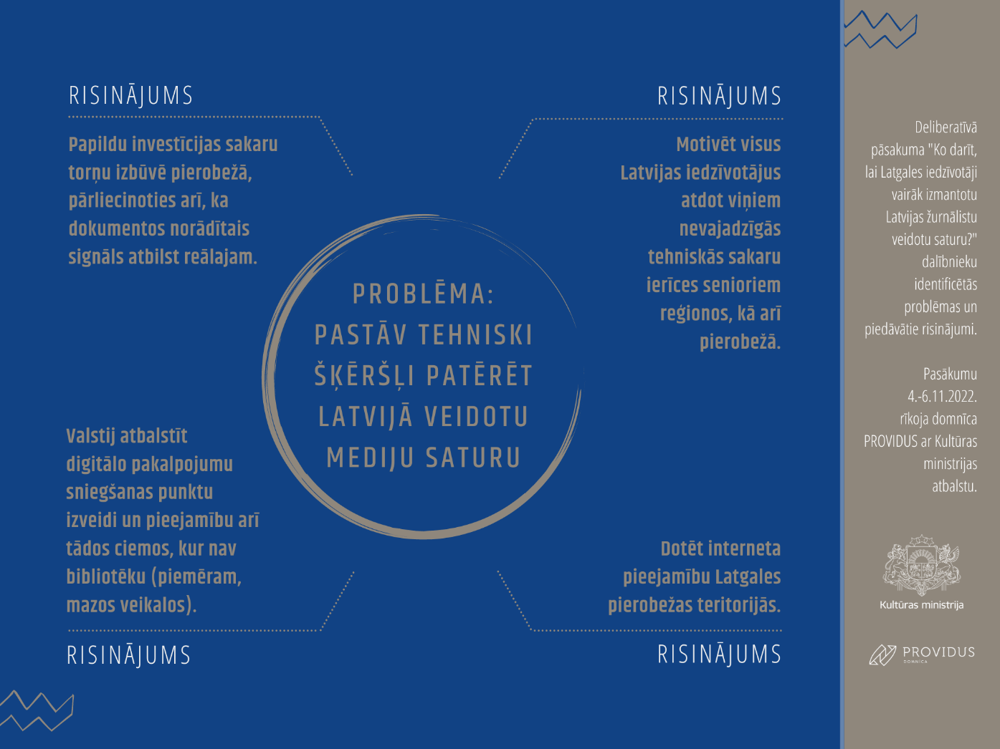 RISINĀJUMS
Papildu investīcijas sakaru
torņu izbūvē pierobežā,
pārliecinoties arī, ka
dokumentos norādītais
signāls atbilst reālajam.
RISINĀJUMS
Motivēt visus
Latvijas iedzīvotājus
atdot viņiem
nevajadzīgās
tehniskās sakaru
ierīces senioriem
reģionos, kā arī
pierobežā.
PROBLĒMA:
PASTĀV TEHNISKI
ŠĶĒRŠĻI PATĒRĒT
LATVIJĀ VEIDOTU
MEDIJU SATURU
Valstij atbalstīt
digitālo pakalpojumu
sniegšanas punktu
izveidi un pieejamību arī
tādos ciemos, kur nav
bibliotēku (piemēram,
mazos veikalos).
RISINĀJUMS
Dotēt interneta
pieejamību Latgales
pierobežas teritorijās.
RISINĀJUMS
Deliberatīvā
pāsakuma "Ko darīt,
lai Latgales iedzīvotāji
vairāk izmantotu
Latvijas žurnālistu
veidotu saturu?"
dalībnieku
identificētās
problēmas un
piedāvātie risinājumi.
Pasākumu
4.-6.11.2022.
rīkoja domnīca
PROVIDUS ar Kultūras
ministrijas
atbalstu.
Kultūras ministrija
PROVIDUS
DOMNĪCA